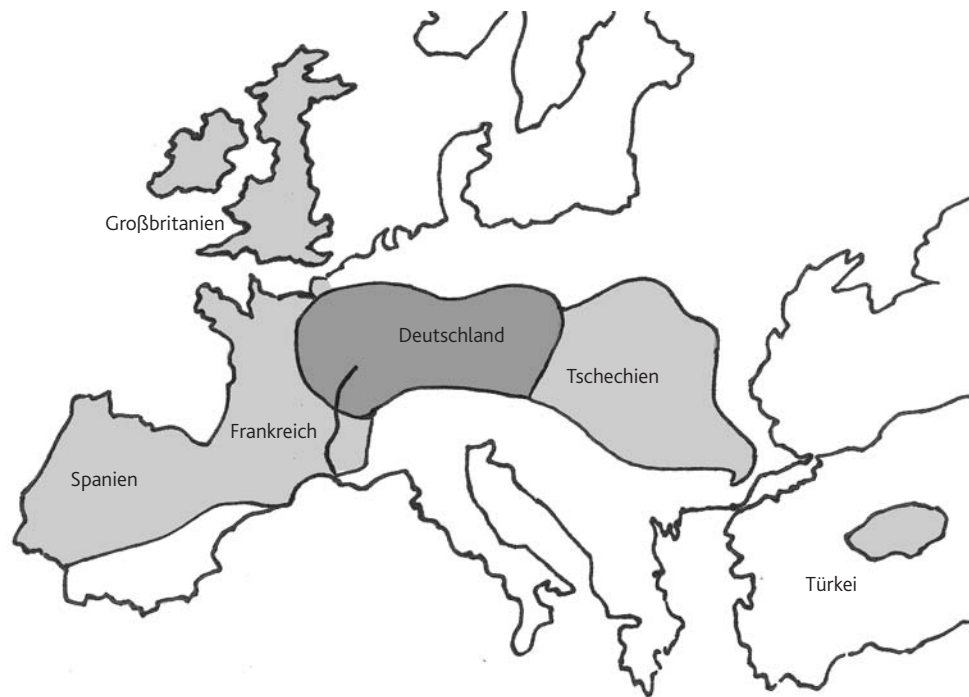 Großbritanien
Deutschland
Tschechien
Frankreich
Spanien
Türkei